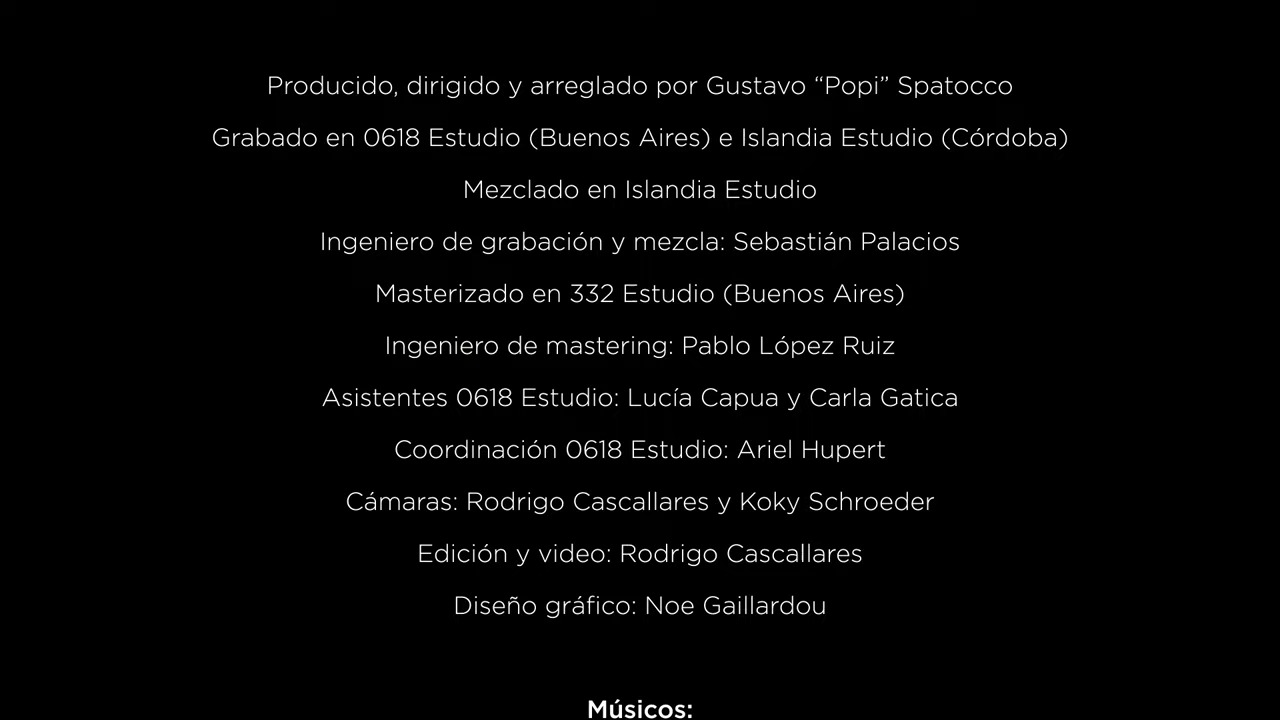 Producido, dirigido y arreglado por Gustavo “Popi” Spatocco
Grabado en 0618 Estudio (Buenos Aires) e Islandia Estudio (Córdoba)
Mezclado en Islandia Estudio
Ingeniero de grabación y mezcla: Sebastián Palacios
Masterizado en 332 Estudio (Buenos Aires)
Ingeniero de mastering: Pablo López Ruiz
Asistentes 0618 Estudio: Lucía Capua y Carla Gatica
Coordinación 0618 Estudio: Ariel Hupert
Cámaras: Rodrigo Cascallares y Koky Schroeder
Edición y video: Rodrigo Cascallares
Diseño gráfico: Noe Gaillardou
Músicos: